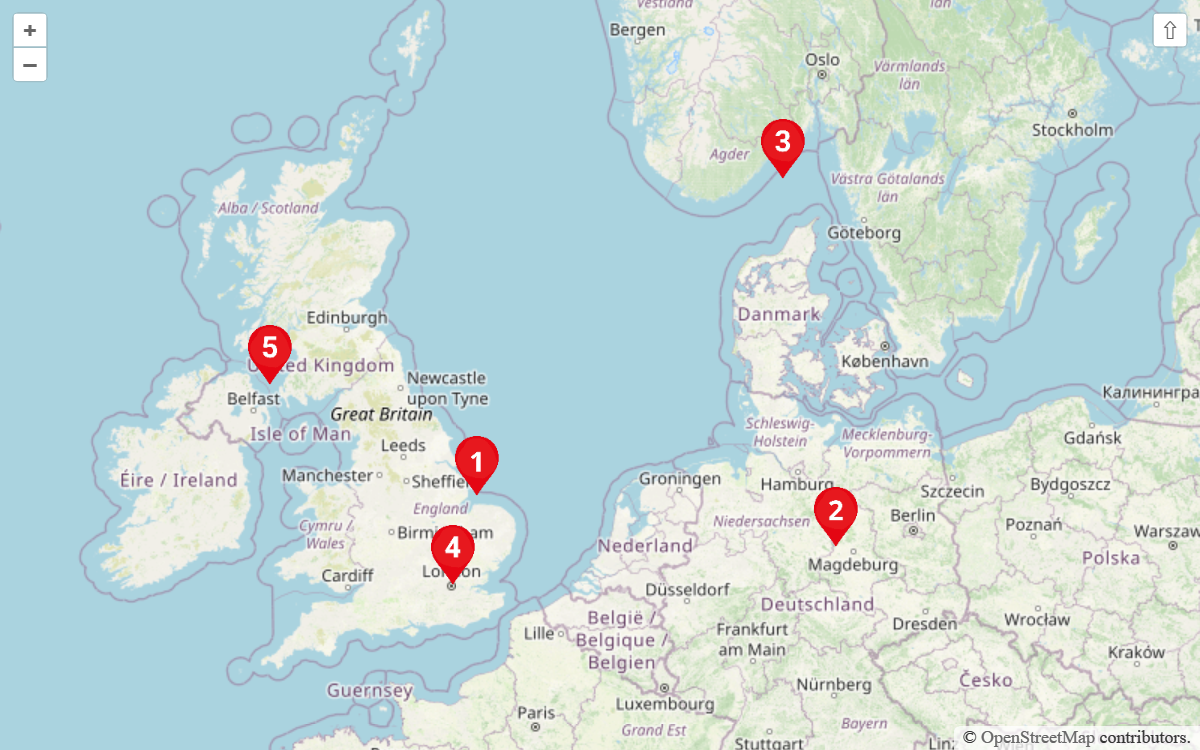 +
−
⇧
Vestland
Bergen
Oslo
Värmlands
län
Stockholm
3
Agder
Västra Götalands
län
Göteborg
Alba / Scotland
Edinburgh
Danmark
København
5
United Kingdom
Newcastle
upon Tyne
Belfast
Great Britain
Isle of Man
Калинингра
Schleswig-
Holstein
Mecklenburg-
Vorpommern
Gdańsk
Leeds
1
Éire / Ireland
Manchester
Sheffie
Groningen
Hamburg
Szczecin
Bydgoszcz
England
2
Cymru /
Wales
Birmingham
Niedersachsen
Berlin
Poznań
Warszaw
4
Nederland
Magdeburg
Polska
Cardiff
London
Düsseldorf
Deutschland
België /
Belgique /
Belgien
Lille
Frankfurt
am Main
Dresden
Wrocław
Kraków
Guernsey
Luxembourg
Nürnberg
Česko
Paris
Grand Est
Bayern
Stuttgart
Linz
Wien
© OpenStreetMap contributors.